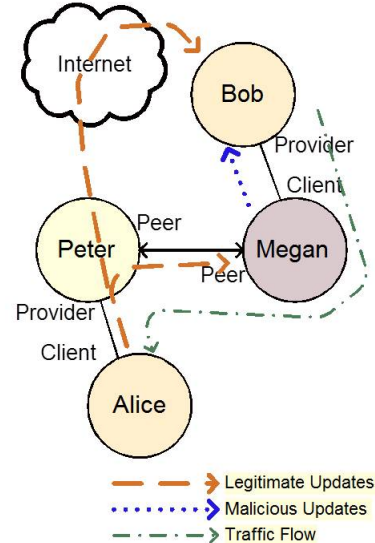 Internet
Bob
Provider
Client
Peer
Peter
Megan
Peer
Provider
Client
Alice
Legitimate Updates
Malicious Updates
Traffic Flow